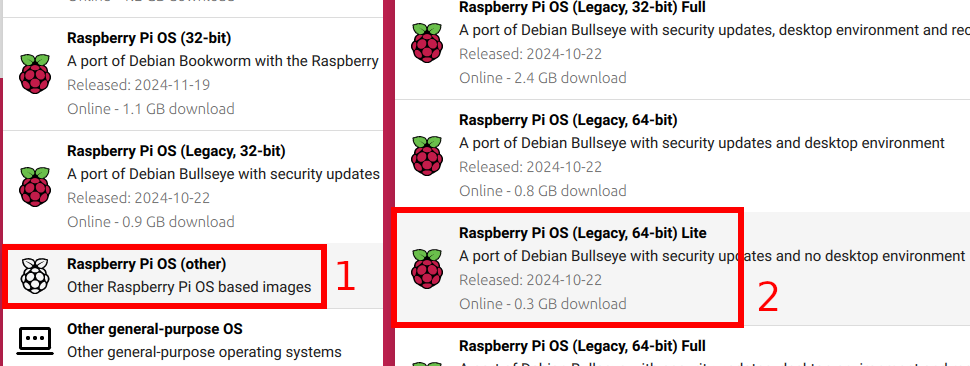 Raspberry Pi OS (32-bit)
A port of Debian Bookworm with the Raspberry
Released: 2024-11-19
Online - 1.1 GB download
Raspberry Pi OS (Legacy, 32-bit)
A port of Debian Bullseye with security updates
Released: 2024-10-22
Online - 0.9 GB download
Raspberry Pi OS (other)
Other Raspberry Pi OS based images
1
Other general-purpose OS
Other general-purpose operating systems
Raspberry Pi OS (Legacy, 32-bit) Full
A port of Debian Bullseye with security updates, desktop environment and
Released: 2024-10-22
Online - 2.4 GB download
Raspberry Pi OS (Legacy, 64-bit)
A port of Debian Bullseye with security updates and desktop environment
Released: 2024-10-22
Online - 0.8 GB download
Raspberry Pi OS (Legacy, 64-bit) Lite
A port of Debian Bullseye with security updates and no desktop environment
Released: 2024-10-22
Online - 0.3 GB download
2
Raspberry Pi OS (Legacy, 64-bit) Full